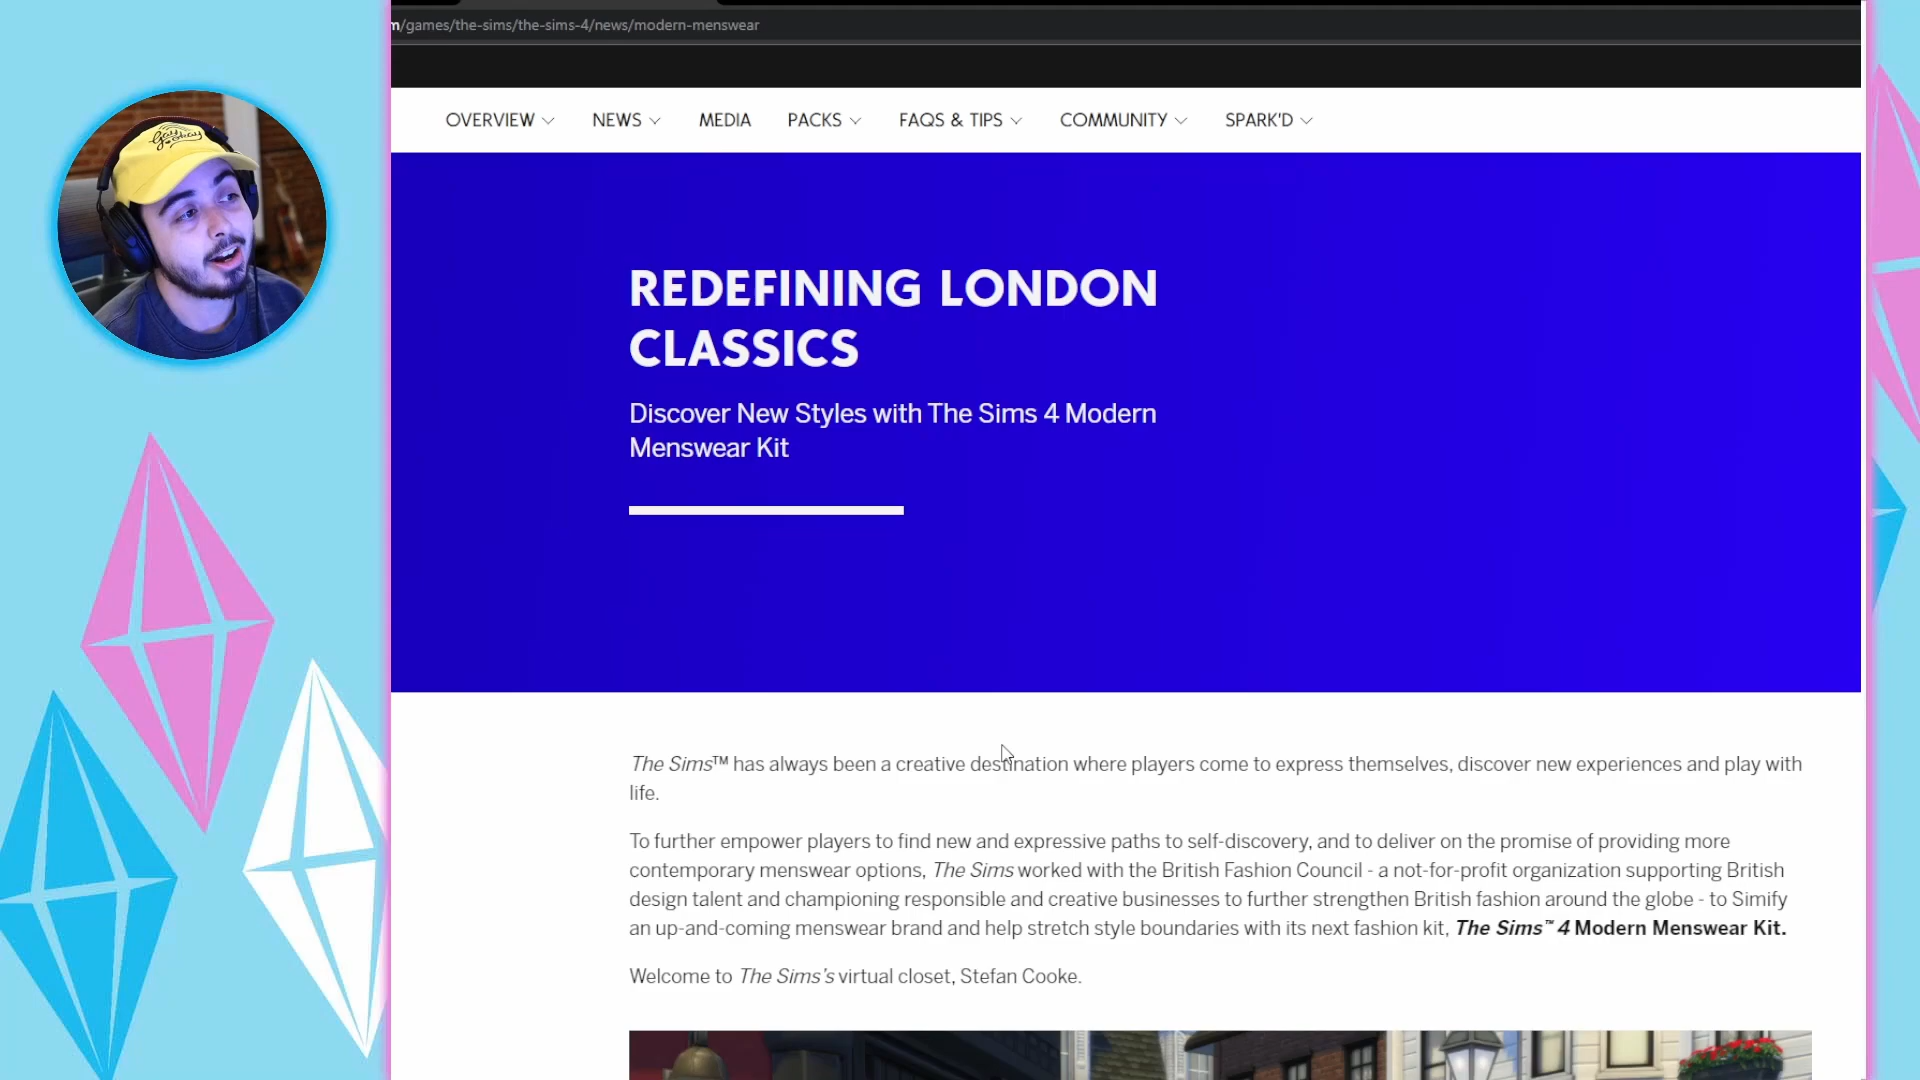 m/games/the-sims/the-sims-4/news/modern-menswear
OVERVIEW NEWS MEDIA PACKS FAQS & TIPS COMMUNITY SPARK'D
gay
okay
REDEFINING LONDON
CLASSICS
Discover New Styles with The Sims 4 Modern
Menswear Kit
The Sims™ has always been a creative destination where players come to express themselves, discover new experiences and play with
life.
To further empower players to find new and expressive paths to self-discovery, and to deliver on the promise of providing more
contemporary menswear options, The Sims worked with the British Fashion Council - a not-for-profit organization supporting British
design talent and championing responsible and creative businesses to further strengthen British fashion around the globe - to Simify
an up-and-coming menswear brand and help stretch style boundaries with its next fashion kit, The Sims™ 4 Modern Menswear Kit.
Welcome to The Sims's virtual closet, Stefan Cooke.